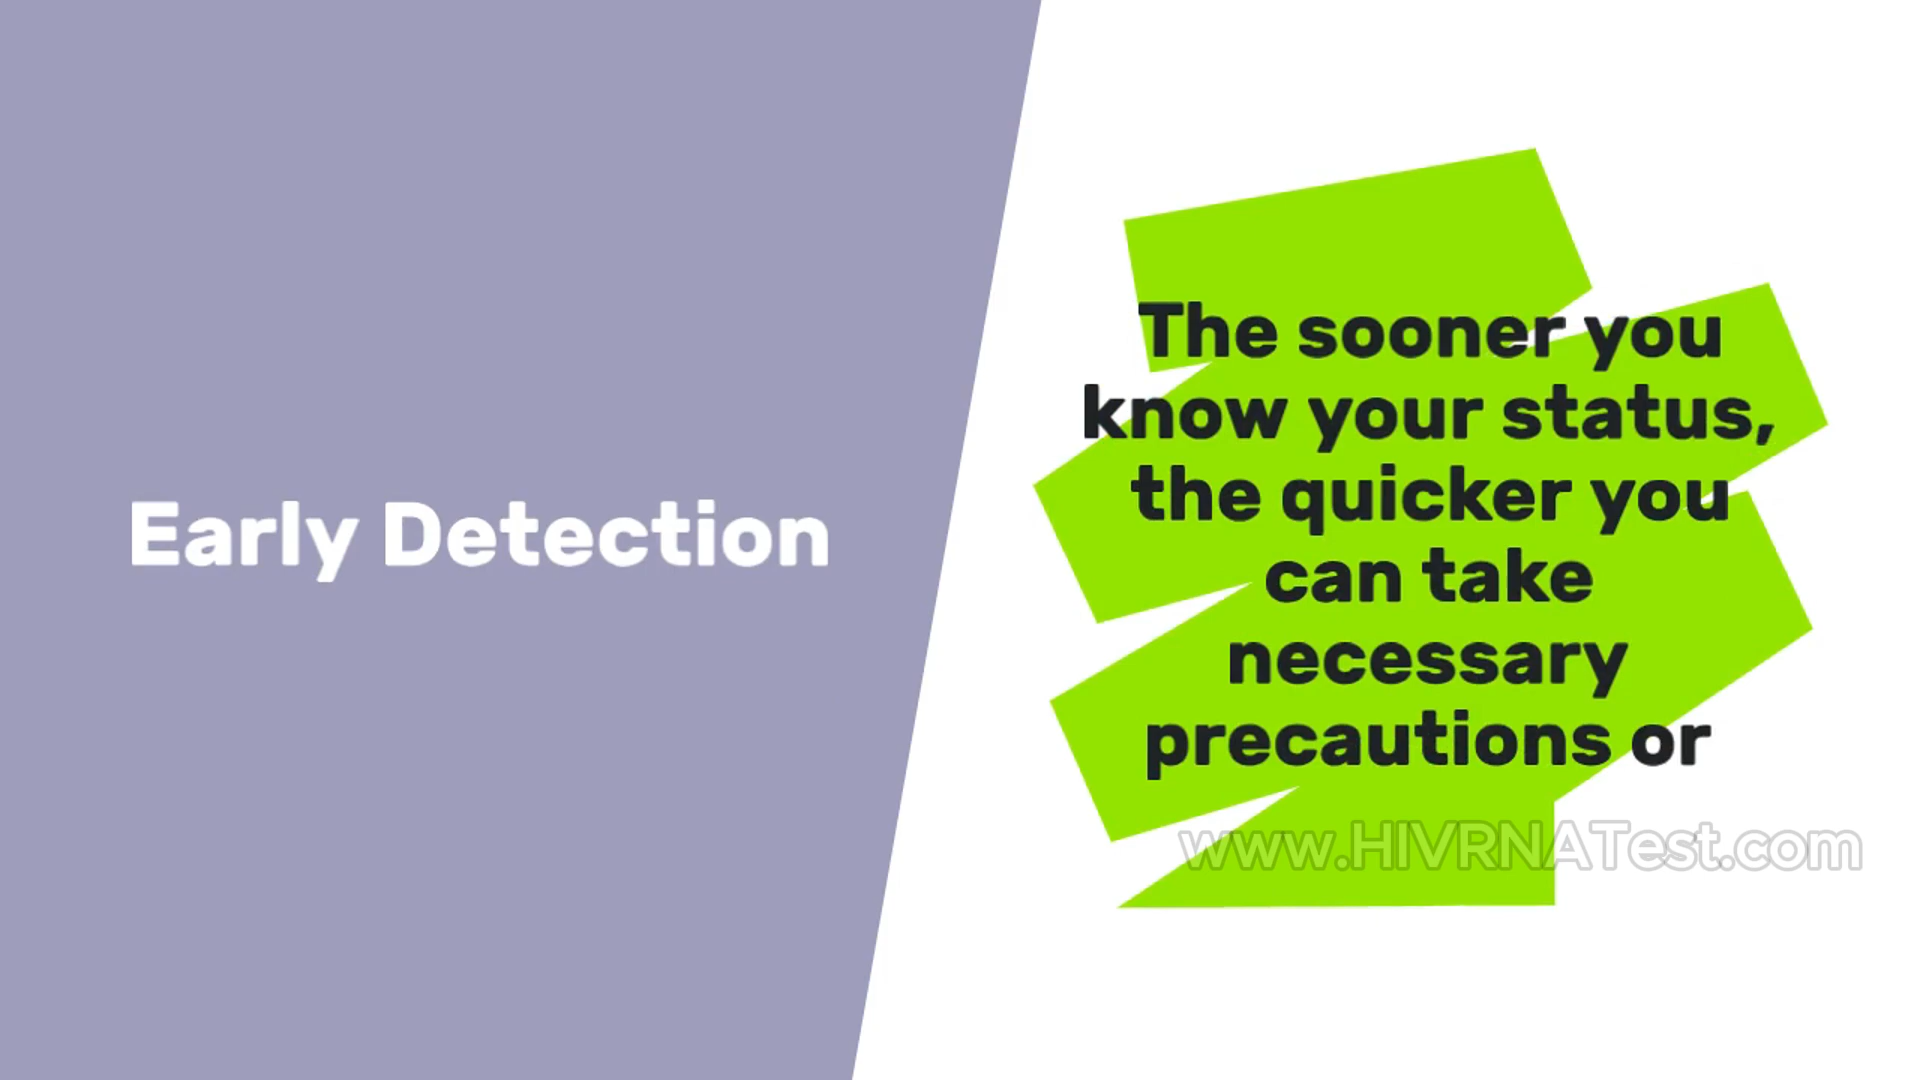 Early Detection
The sooner you
know your status,
the quicker you
can take
necessary
precautions or
www.HIVRNATest.com